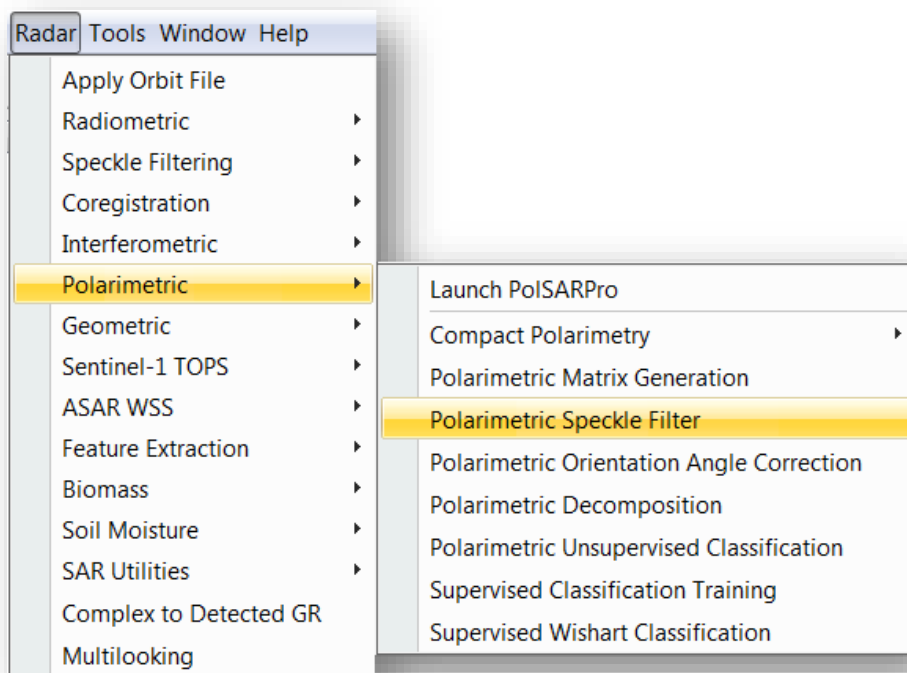 Radar Tools Window Help
Apply Orbit File
Radiometric
Speckle Filtering
Coregistration
Interferometric
Polarimetric
Geometric
Sentinel-1 TOPS
ASAR WSS
Feature Extraction
Biomass
Soil Moisture
SAR Utilities
Complex to Detected GR
Multilooking
Launch PolSARPro
Compact Polarimetry
Polarimetric Matrix Generation
Polarimetric Speckle Filter
Polarimetric Orientation Angle Correction
Polarimetric Decomposition
Polarimetric Unsupervised Classification
Supervised Classification Training
Supervised Wishart Classification